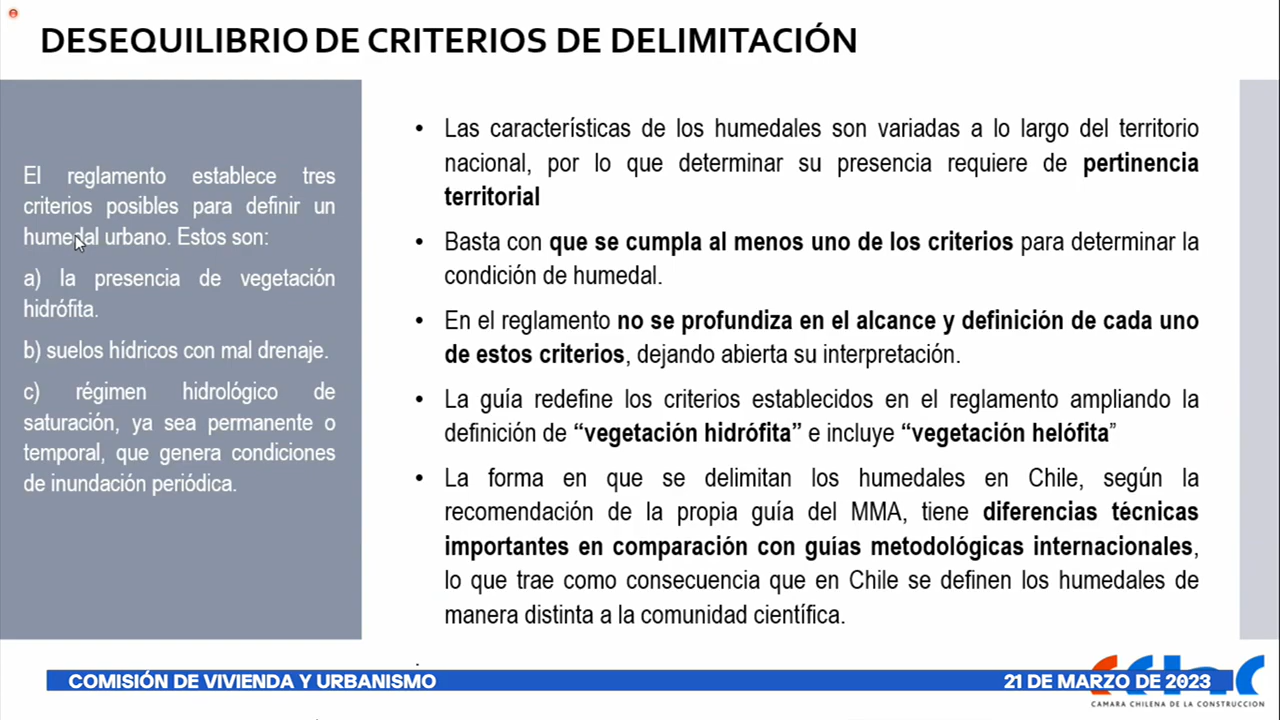 DESEQUILIBRIO DE CRITERIOS DE DELIMITACIÓN
El reglamento establece tres
criterios posibles para definir un
humedal urbano. Estos son:
a) la presencia de vegetación
hidrófita.
b) suelos hídricos con mal drenaje.
c) régimen hidrológico de
saturación, ya sea permanente o
temporal, que genera condiciones
de inundación periódica.
• Las características de los humedales son variadas a lo largo del territorio
nacional, por lo que determinar su presencia requiere de pertinencia
territorial
• Basta con que se cumpla al menos uno de los criterios para determinar la
condición de humedal.
• En el reglamento no se profundiza en el alcance y definición de cada uno
de estos criterios, dejando abierta su interpretación.
• La guía redefine los criterios establecidos en el reglamento ampliando la
definición de “vegetación hidrófita” e incluye “vegetación helófita”
• La forma en que se delimitan los humedales en Chile, según la
recomendación de la propia guía del MMA, tiene diferencias técnicas
importantes en comparación con guías metodológicas internacionales,
lo que trae como consecuencia que en Chile se definen los humedales de
manera distinta a la comunidad científica.
COMISIÓN DE VIVIENDA Y URBANISMO
21 DE MARZO DE 2023
CAMARA CHILENA DE LA CONSTRUCCION